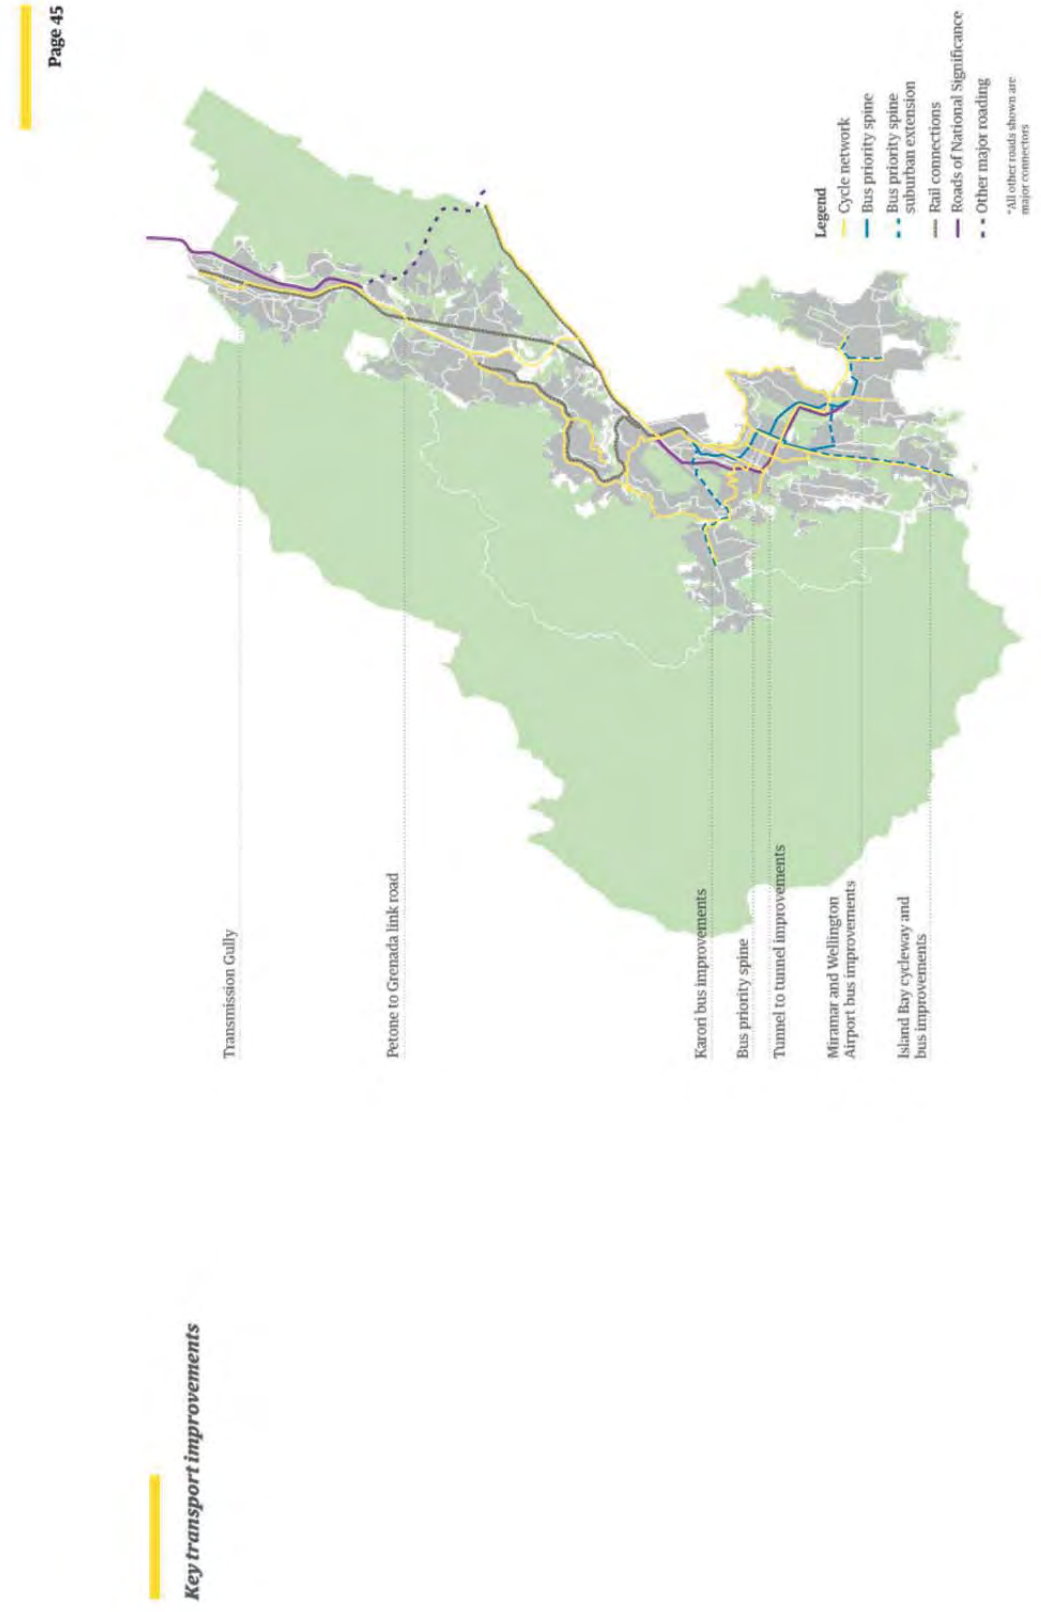 Page 45
Key transport improvements
Transmission Gully
Petone to Grenada link road
Karori bus improvements
Bus priority spine
Tunnel to tunnel improvements
Miramar and Wellington
Airport bus improvements
Island Bay cycleway and
bus improvements
Legend
Cycle network
Bus priority spine
Bus priority spine
suburban extension
Rail connections
Roads of National Significance
Other major roading
*All other roads shown are
major connectors